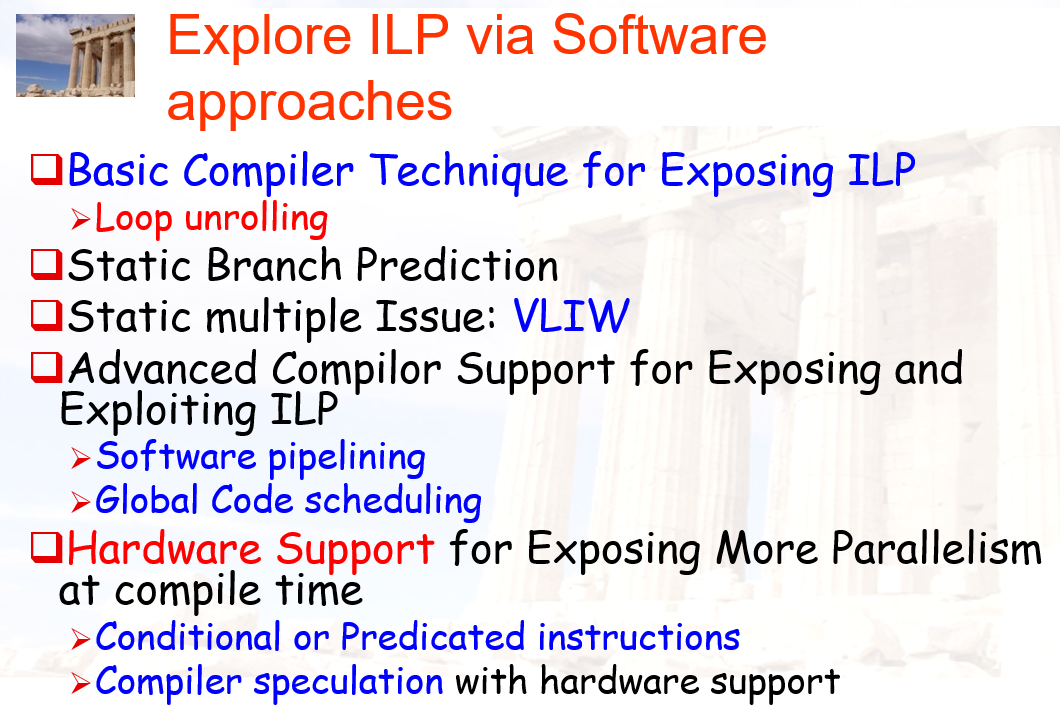 Explore ILP via Software
approaches
Basic Compiler Technique for Exposing ILP
Loop unrolling
Static Branch Prediction
Static multiple Issue: VLIW
Advanced Compilor Support for Exposing and
Exploiting ILP
Software pipelining
Global Code scheduling
Hardware Support for Exposing More Parallelism
at compile time
Conditional or Predicated instructions
Compiler speculation with hardware support